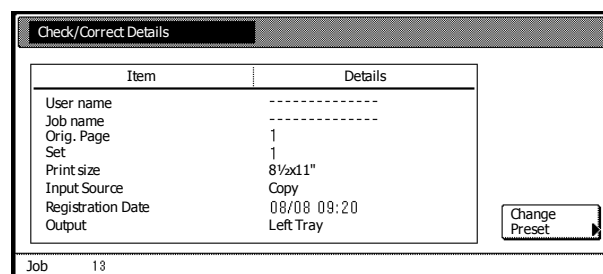 Check/Correct Details
Item Details
User name --------------
Job name --------------
Orig. Page 1
Set 1
Print size 8½x11"
Input Source Copy
Registration Date 08/08 09:20
Output Left Tray
Change
Preset
Job 13